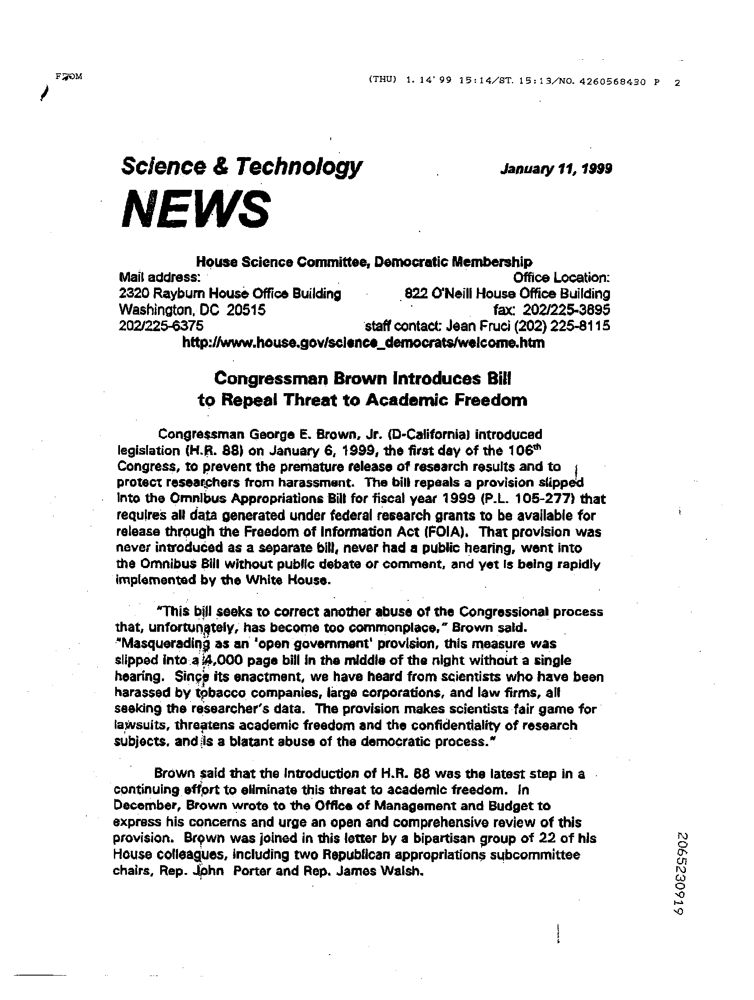 FROM (THU) 1. 14' 99 15:14/ST. 15:13/NO. 4260568430 P 2
Science & Technology January 11, 1999
NEWS
House Science Committee, Democratic Membership
Mail address: Office Location:
2320 Rayburn House Office Building 822 O'Neill House Office Building
Washington, DC 20515 fax: 202/225-3895
202/225-6375 staff contact: Jean Fruci (202) 225-8115
http://www.house.gov/science_democrats/welcome.htm
Congressman Brown Introduces Bill
to Repeal Threat to Academic Freedom
Congressman George E. Brown, Jr. (D-California) introduced
legislation (H.R. 88) on January 6, 1999, the first day of the 106th
Congress, to prevent the premature release of research results and to
protect researchers from harassment. The bill repeals a provision slipped
into the Omnibus Appropriations Bill for fiscal year 1999 (P.L. 105-277) that
requires all data generated under federal research grants to be available for
release through the Freedom of Information Act (FOIA). That provision was
never introduced as a separate bill, never had a public hearing, went into
the Omnibus Bill without public debate or comment, and yet is being rapidly
implemented by the White House.
"This bill seeks to correct another abuse of the Congressional process
that, unfortunately, has become too commonplace," Brown said.
"Masquerading as an 'open government' provision, this measure was
slipped into a 4,000 page bill in the middle of the night without a single
hearing. Since its enactment, we have heard from scientists who have been
harassed by tobacco companies, large corporations, and law firms, all
seeking the researcher's data. The provision makes scientists fair game for
lawsuits, threatens academic freedom and the confidentiality of research
subjects, and is a blatant abuse of the democratic process."
Brown said that the introduction of H.R. 88 was the latest step in a
continuing effort to eliminate this threat to academic freedom. In
December, Brown wrote to the Office of Management and Budget to
express his concerns and urge an open and comprehensive review of this
provision. Brown was joined in this letter by a bipartisan group of 22 of his
House colleagues, including two Republican appropriations subcommittee
chairs, Rep. John Porter and Rep. James Walsh.
2065230919